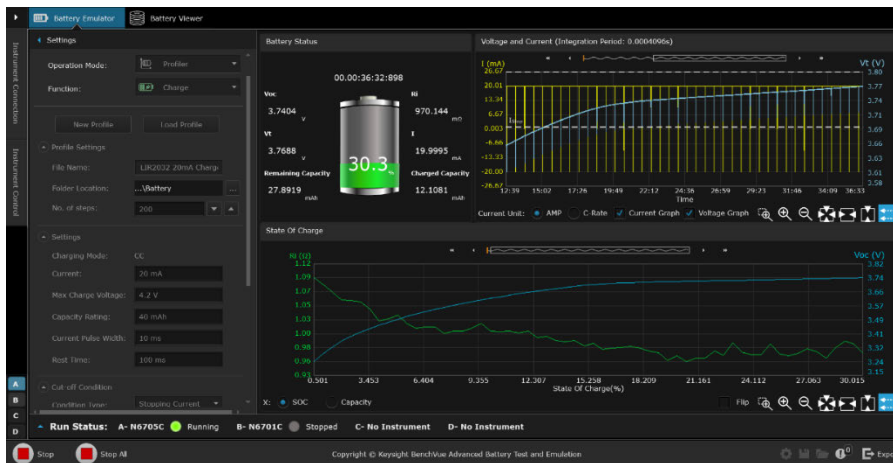 Battery Emulator
Battery Viewer
Instrument Connection
Instrument Control
Settings
Operation Mode: Profiler
Function: Charge
New Profile
Load Profile
Profile Settings
File Name: LIR2032 20mA Charg
Folder Location: ...\Battery ...
No. of steps: 200
Settings
Charging Mode: CC
Current: 20 mA
Max Charge Voltage: 4.2 V
Capacity Rating: 40 mAh
Current Pulse Width: 10 ms
Rest Time: 100 ms
Cut-off Condition
Condition Type: Stopping Current
A
B
C
D
Battery Status
00.00:36:32:898
Voc
3.7404 V
Ri
970.144 mΩ
Vt
3.7688 V
I
19.9995 mA
30.3%
Remaining Capacity
27.8919 mAh
Charged Capacity
12.1081 mAh
Voltage and Current (Integration Period: 0.0004096s)
I (mA)
Vt (V)
26.67
20.01
13.34
6.67
0.003
-6.66
-13.33
-20.00
-26.67
3.80
3.77
3.74
3.71
3.69
3.66
3.63
3.61
3.58
12:39 15:02 17:26 19:49 22:12 24:36 26:59 29:23 31:46 34:09 36:33
Time
Current Unit: AMP C-Rate Current Graph Voltage Graph
State Of Charge
Ri (Ω)
Voc (V)
1.12
1.09
1.07
1.05
1.03
1.00
0.98
0.96
0.93
3.82
3.74
3.66
3.57
3.49
3.41
3.32
3.24
3.15
0.501 3.453 6.404 9.355 12.307 15.258 18.209 21.161 24.112 27.063 30.015
State Of Charge(%)
X: SOC Capacity
Flip
Run Status: A- N6705C Running B- N6701C Stopped C- No Instrument D- No Instrument
Stop
Stop All
Copyright © Keysight BenchVue Advanced Battery Test and Emulation
0
Expo